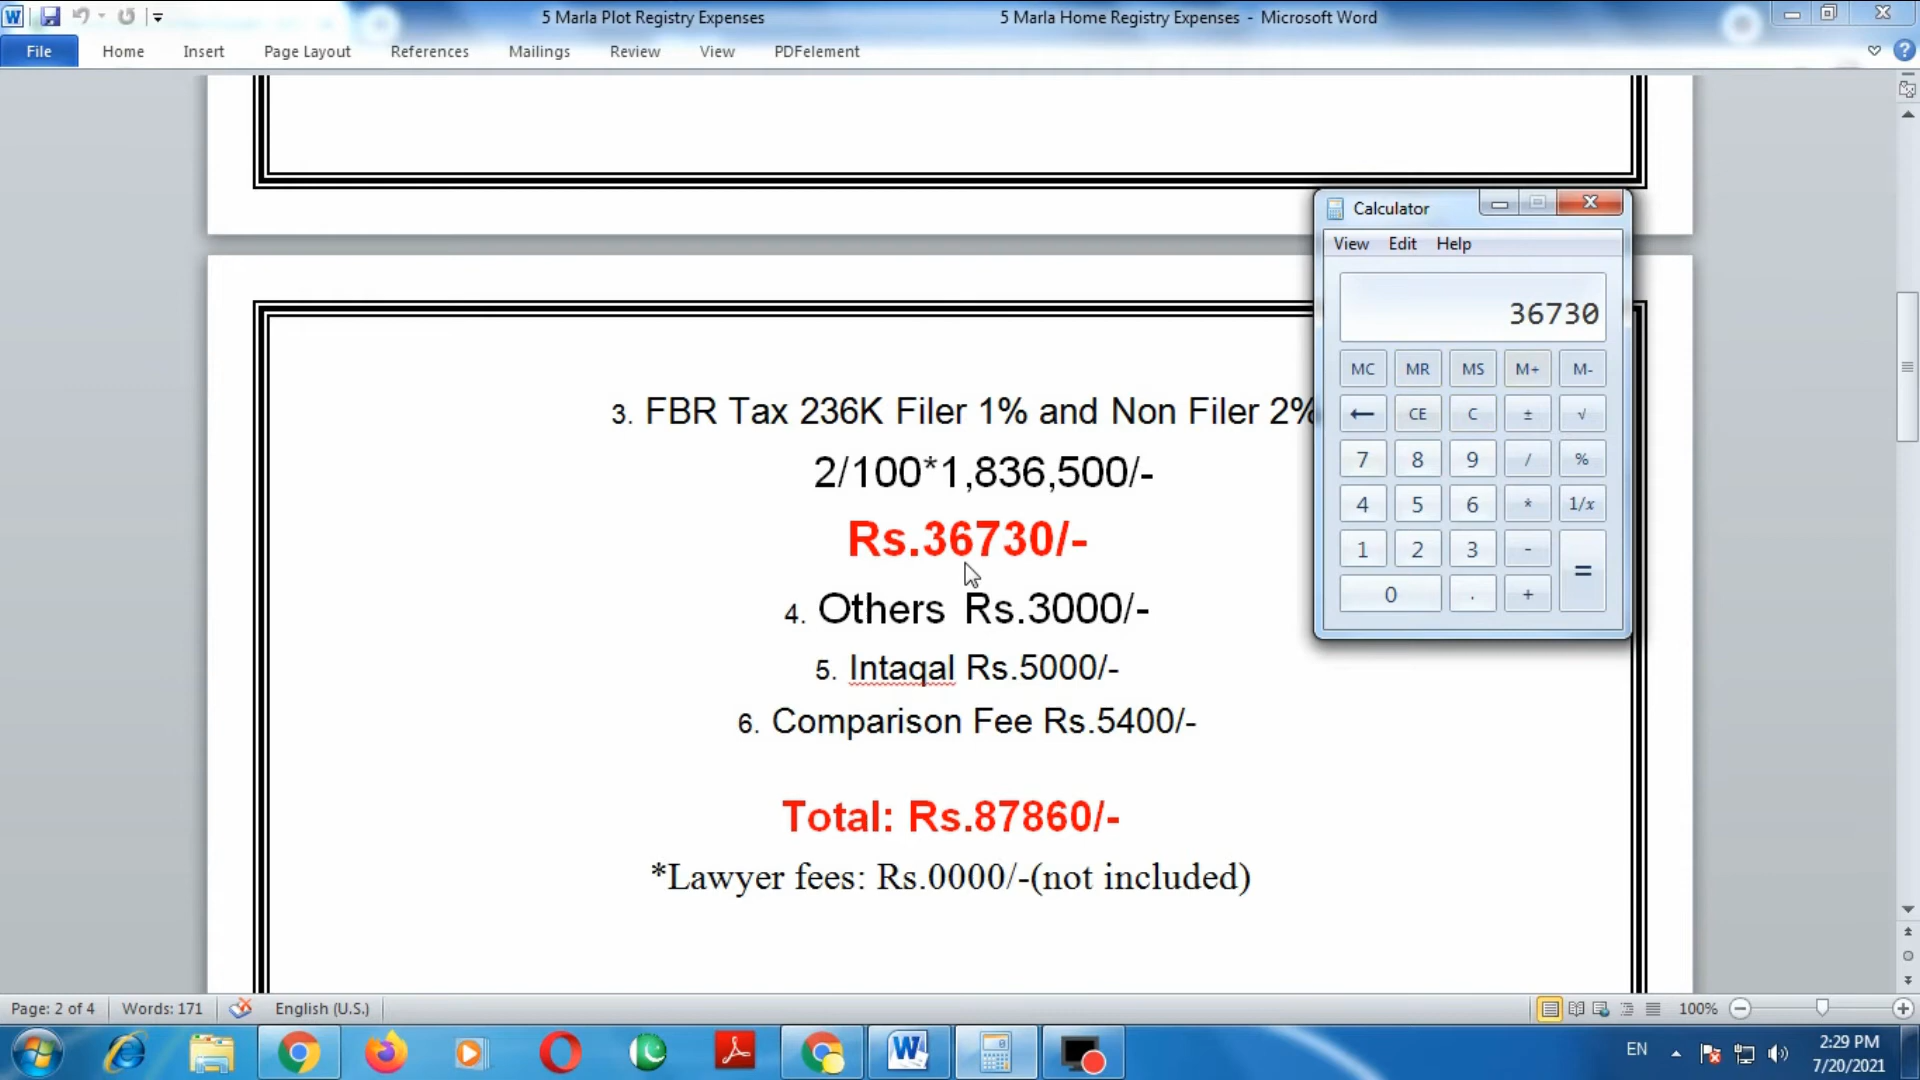 5 Marla Plot Registry Expenses 5 Marla Home Registry Expenses - Microsoft Word
File Home Insert Page Layout References Mailings Review View PDFelement
3. FBR Tax 236K Filer 1% and Non Filer 2%
2/100*1,836,500/-
Rs.36730/-
4. Others Rs.3000/-
5. Intaqal Rs.5000/-
6. Comparison Fee Rs.5400/-
Total: Rs.87860/-
*Lawyer fees: Rs.0000/-(not included)
Calculator
View Edit Help
36730
MC MR MS M+ M-
← CE C ± √
7 8 9 / %
4 5 6 * 1/x
1 2 3 - =
0 . +
Page: 2 of 4 Words: 171 English (U.S.) 100%
EN 2:29 PM
7/20/2021